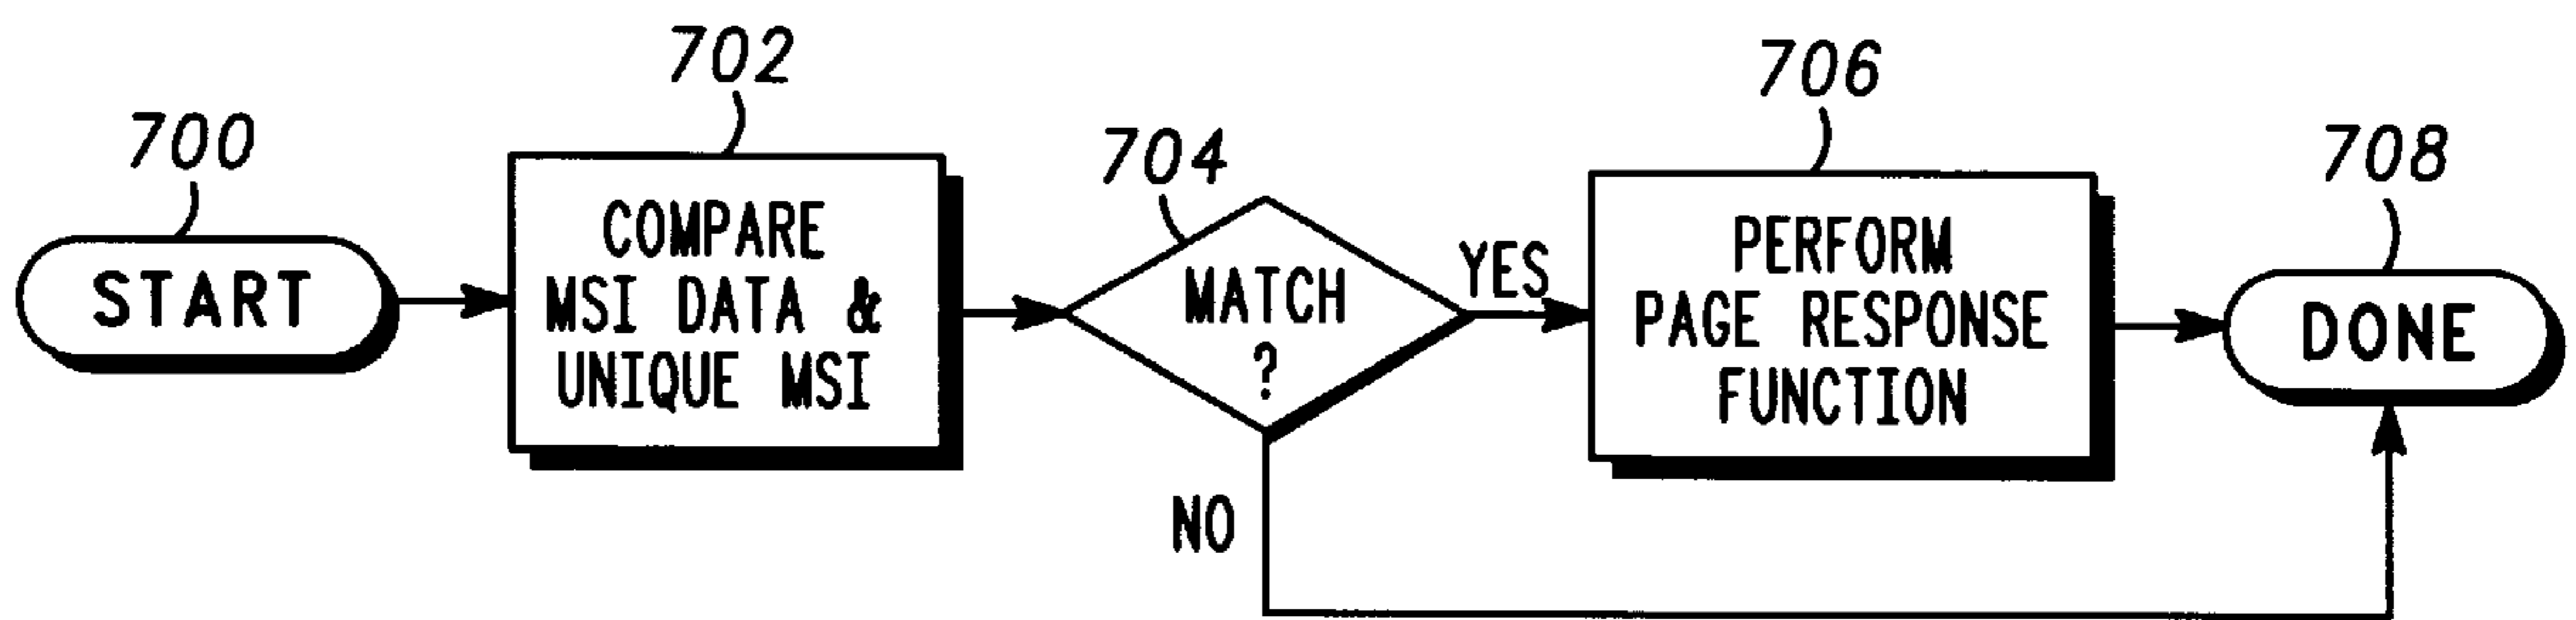 700
START
702
COMPARE
MSI DATA &
UNIQUE MSI
704
MATCH
?
YES
NO
706
PERFORM
PAGE RESPONSE
FUNCTION
708
DONE